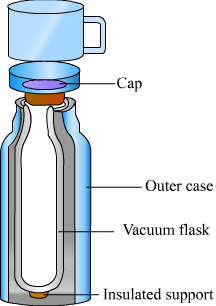 Cap
Outer case
Vacuum flask
Insulated support